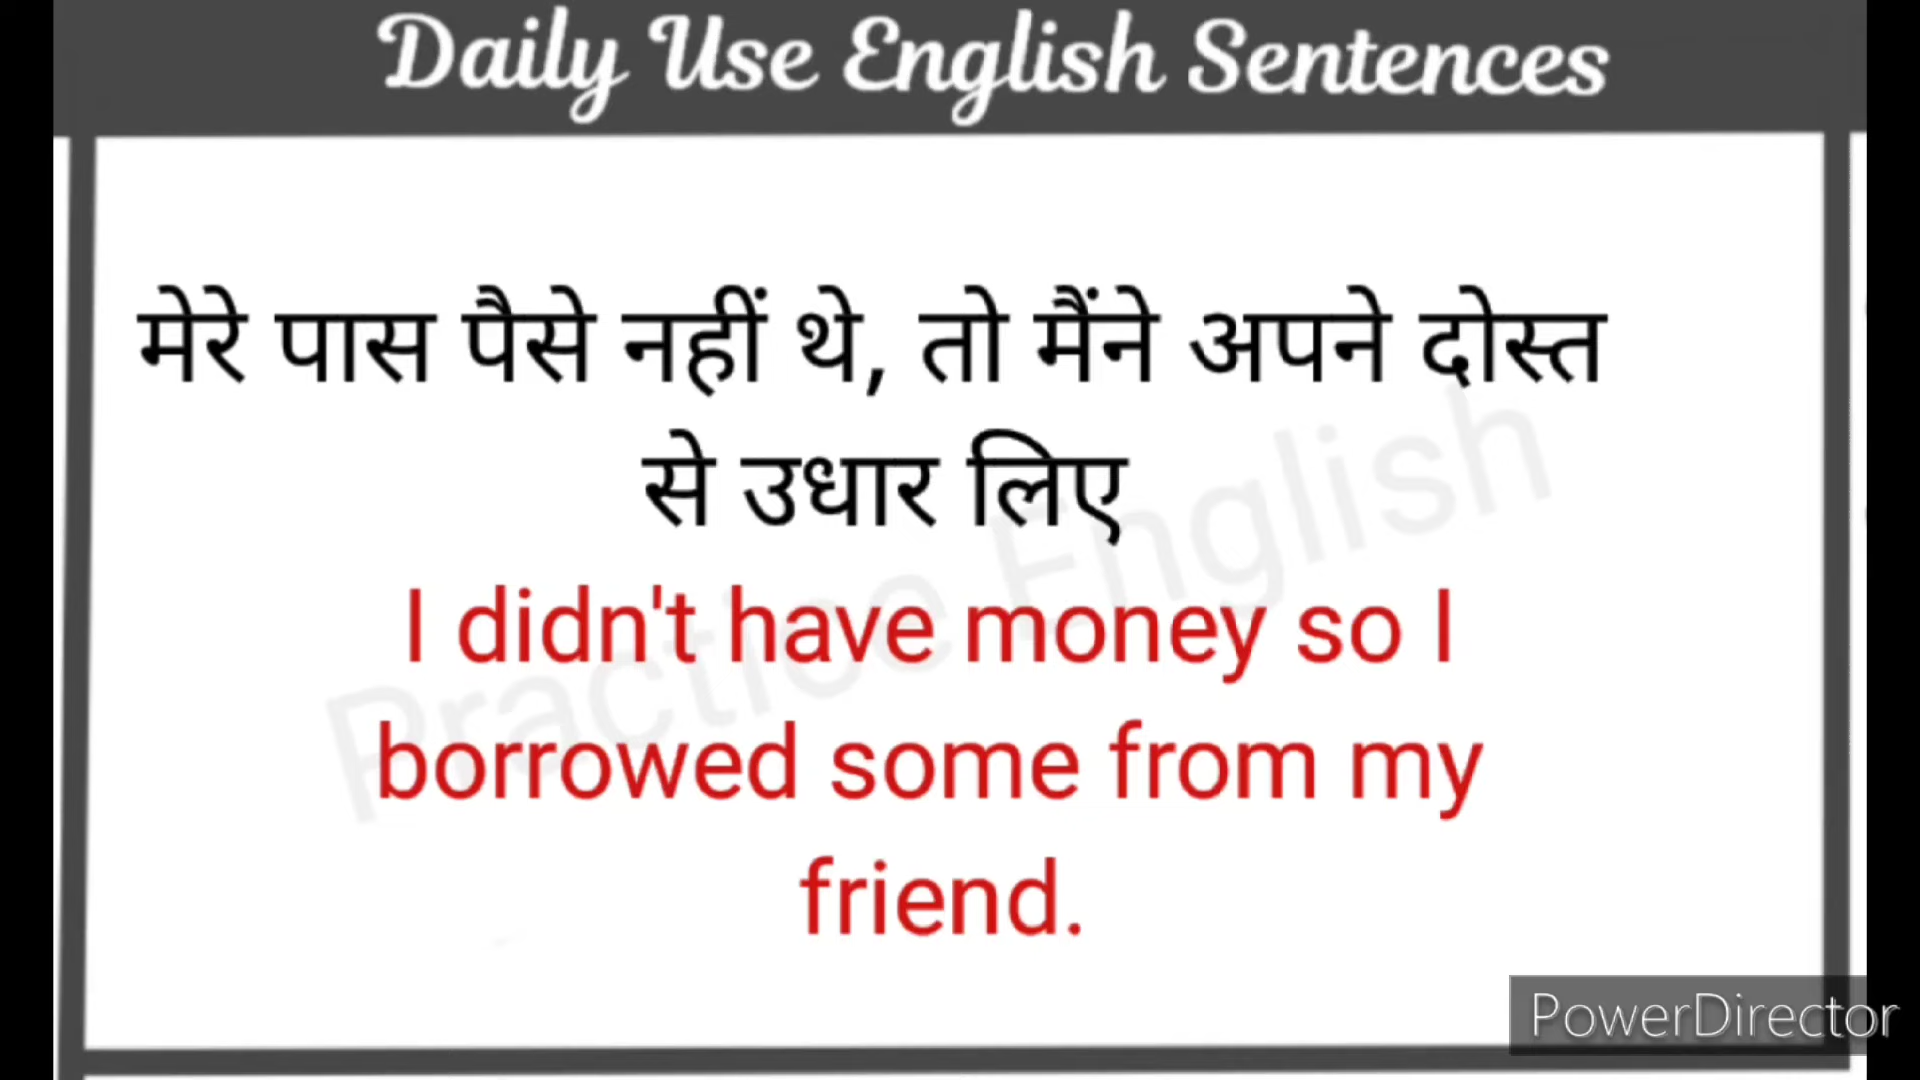 Daily Use English Sentences
मेरे पास पैसे नहीं थे, तो मैंने अपने दोस्त
से उधार लिए
I didn't have money so I
borrowed some from my
friend.
Practice English
PowerDirector